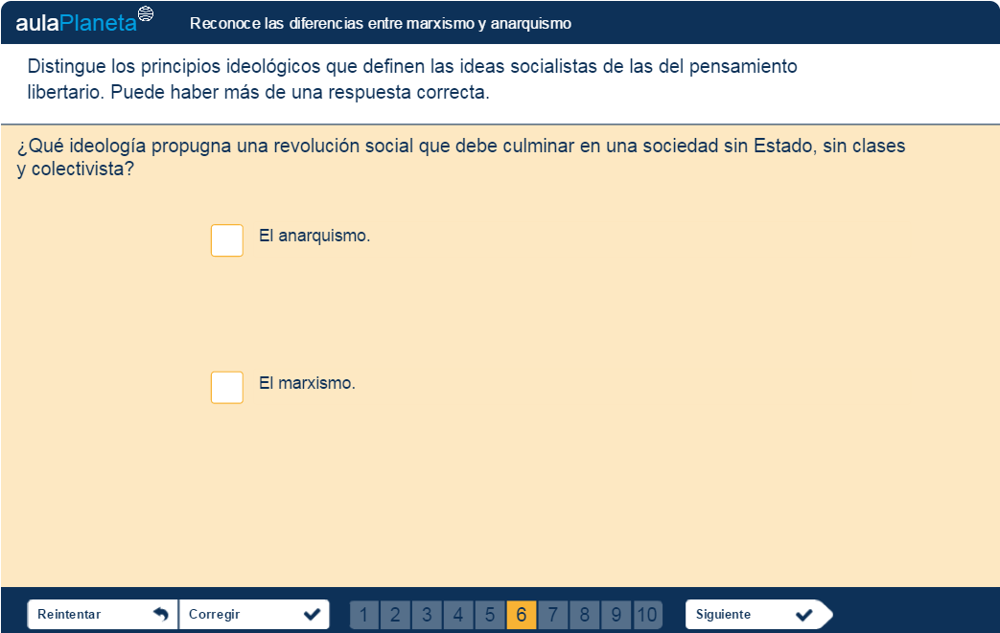 aulaPlaneta
Reconoce las diferencias entre marxismo y anarquismo
Distingue los principios ideológicos que definen las ideas socialistas de las del pensamiento
libertario. Puede haber más de una respuesta correcta.
¿Qué ideología propugna una revolución social que debe culminar en una sociedad sin Estado, sin clases
y colectivista?
El anarquismo.
El marxismo.
Reintentar Corregir 1 2 3 4 5 6 7 8 9 10 Siguiente